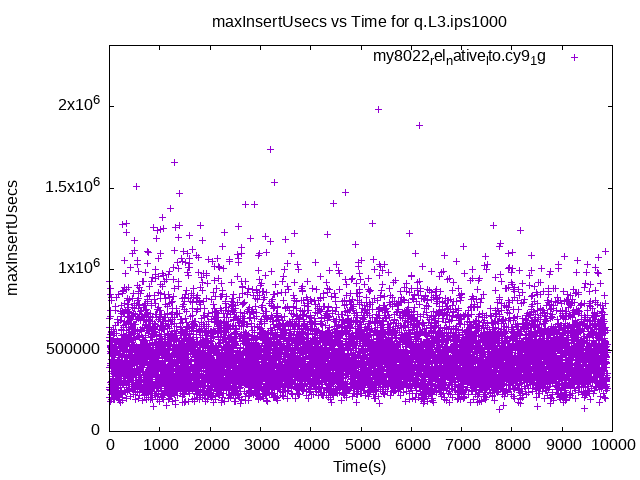 maxInsertUsecs vs Time for q.L3.ips1000
my8022relnativelto.cy91g
2x10^6
1.5x10^6
1x10^6
500000
0
maxInsertUsecs
0 1000 2000 3000 4000 5000 6000 7000 8000 9000 10000
Time(s)